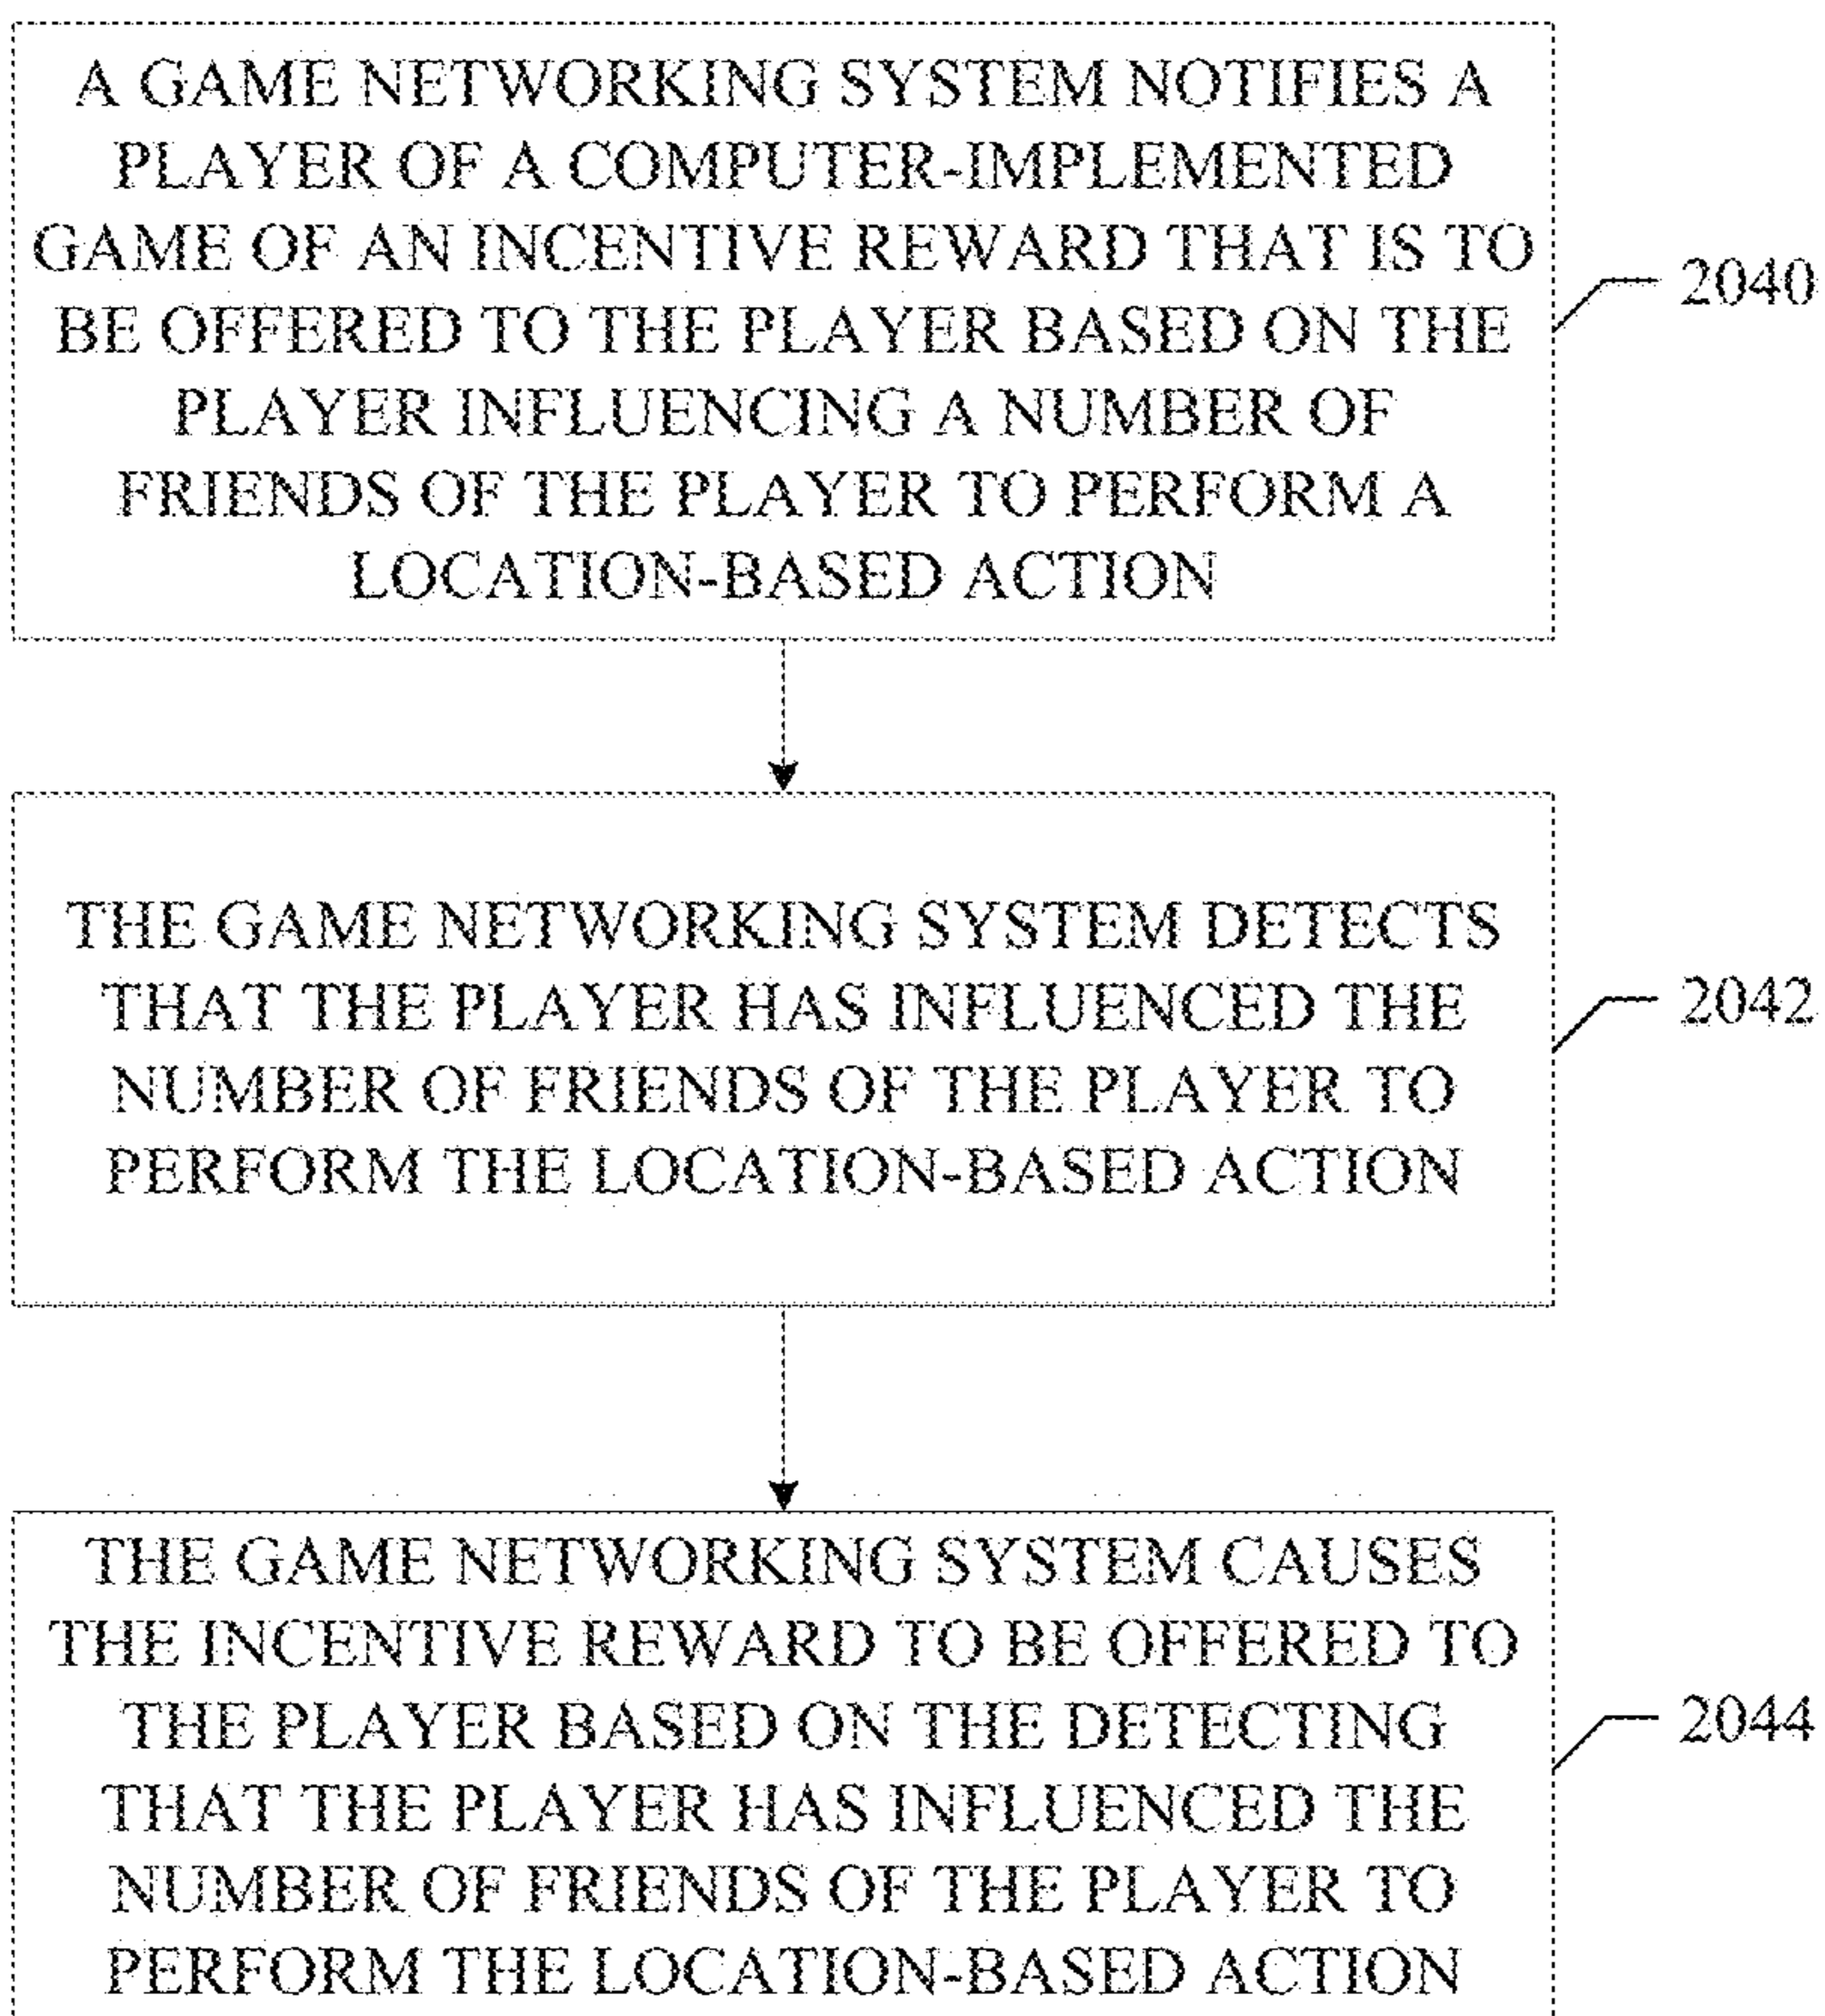 A GAME NETWORKING SYSTEM NOTIFIES A
PLAYER OF A COMPUTER-IMPLEMENTED
GAME OF AN INCENTIVE REWARD THAT IS TO
BE OFFERED TO THE PLAYER BASED ON THE
PLAYER INFLUENCING A NUMBER OF
FRIENDS OF THE PLAYER TO PERFORM A
LOCATION-BASED ACTION
2040
THE GAME NETWORKING SYSTEM DETECTS
THAT THE PLAYER HAS INFLUENCED THE
NUMBER OF FRIENDS OF THE PLAYER TO
PERFORM THE LOCATION-BASED ACTION
2042
THE GAME NETWORKING SYSTEM CAUSES
THE INCENTIVE REWARD TO BE OFFERED TO
THE PLAYER BASED ON THE DETECTING
THAT THE PLAYER HAS INFLUENCED THE
NUMBER OF FRIENDS OF THE PLAYER TO
PERFORM THE LOCATION-BASED ACTION
2044